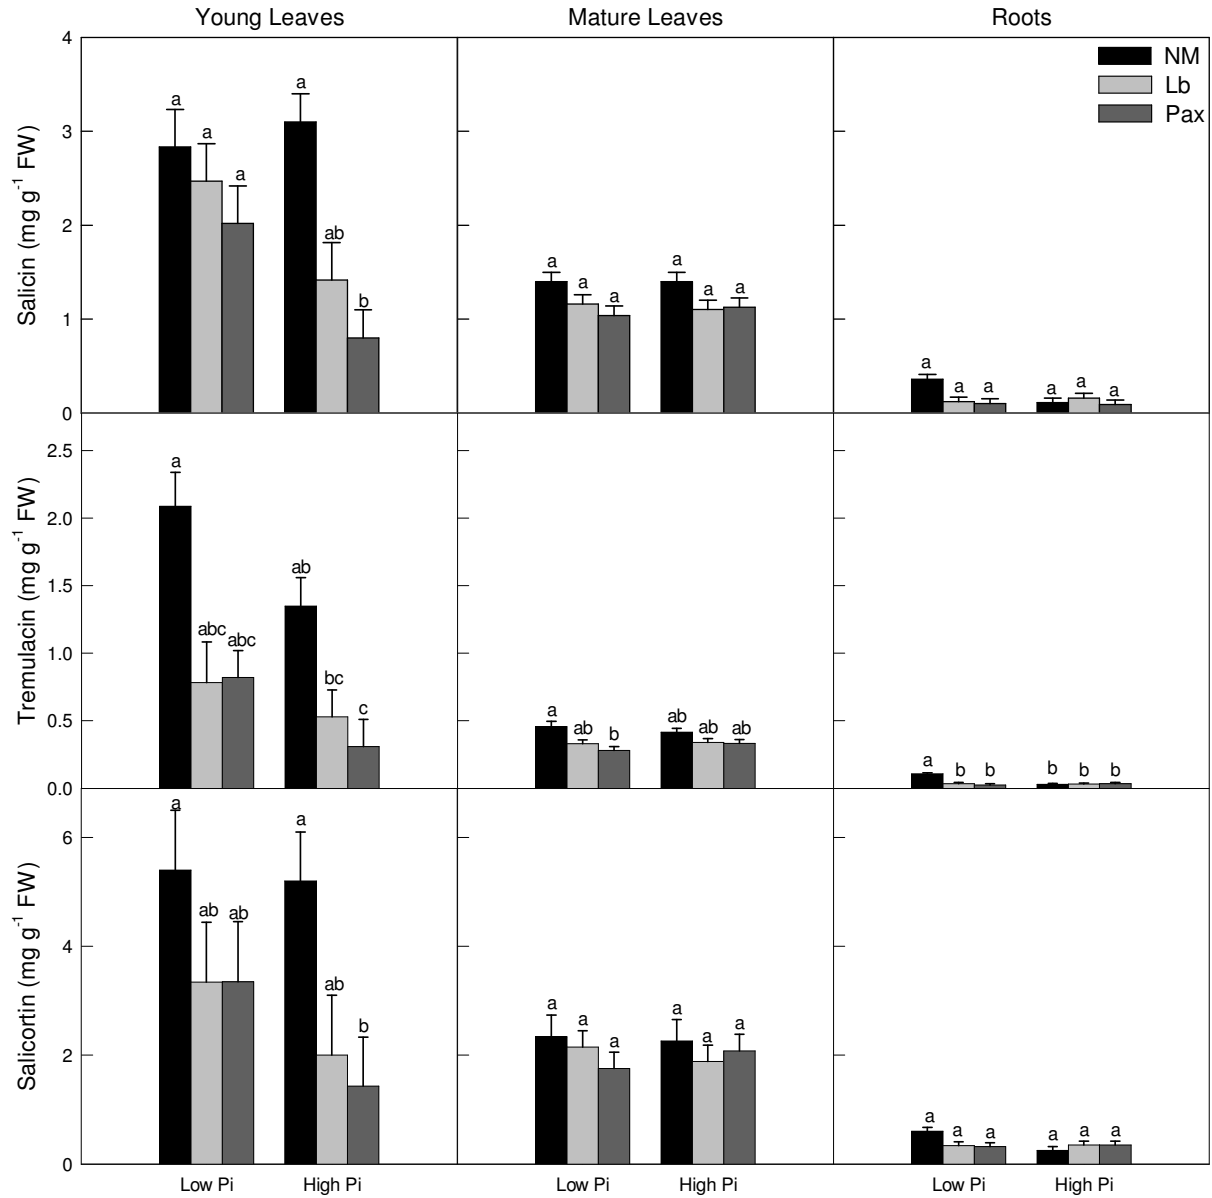 Young Leaves Mature Leaves Roots
NM
Lb
Pax
Salicin (mg g⁻¹ FW)
4
3
2
1
0
a a a a ab b
a a a a a a
a a a a a a
Tremulacin (mg g⁻¹ FW)
2.5
2.0
1.5
1.0
0.5
0.0
a abc abc ab bc c
a ab b ab ab ab
a b b b b b
Salicortin (mg g⁻¹ FW)
6
4
2
0
a ab ab a ab b
a a a a a a
a a a a a a
Low Pi High Pi Low Pi High Pi Low Pi High Pi